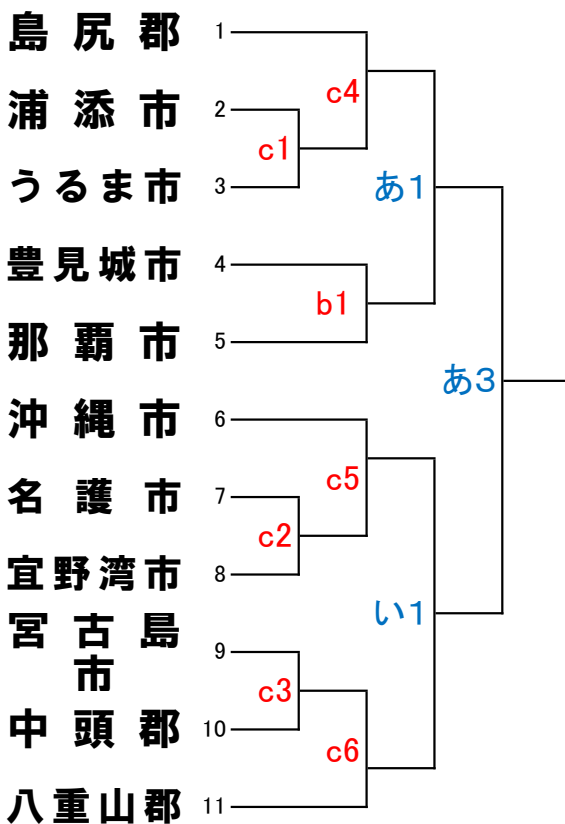 島尻郡 1
c4
浦添市 2
c1
うるま市 3
あ1
豊見城市 4
b1
那覇市 5
あ3
沖縄市 6
c5
名護市 7
c2
宜野湾市 8
い1
宮古島
市 9
c3
中頭郡 10
c6
八重山郡 11